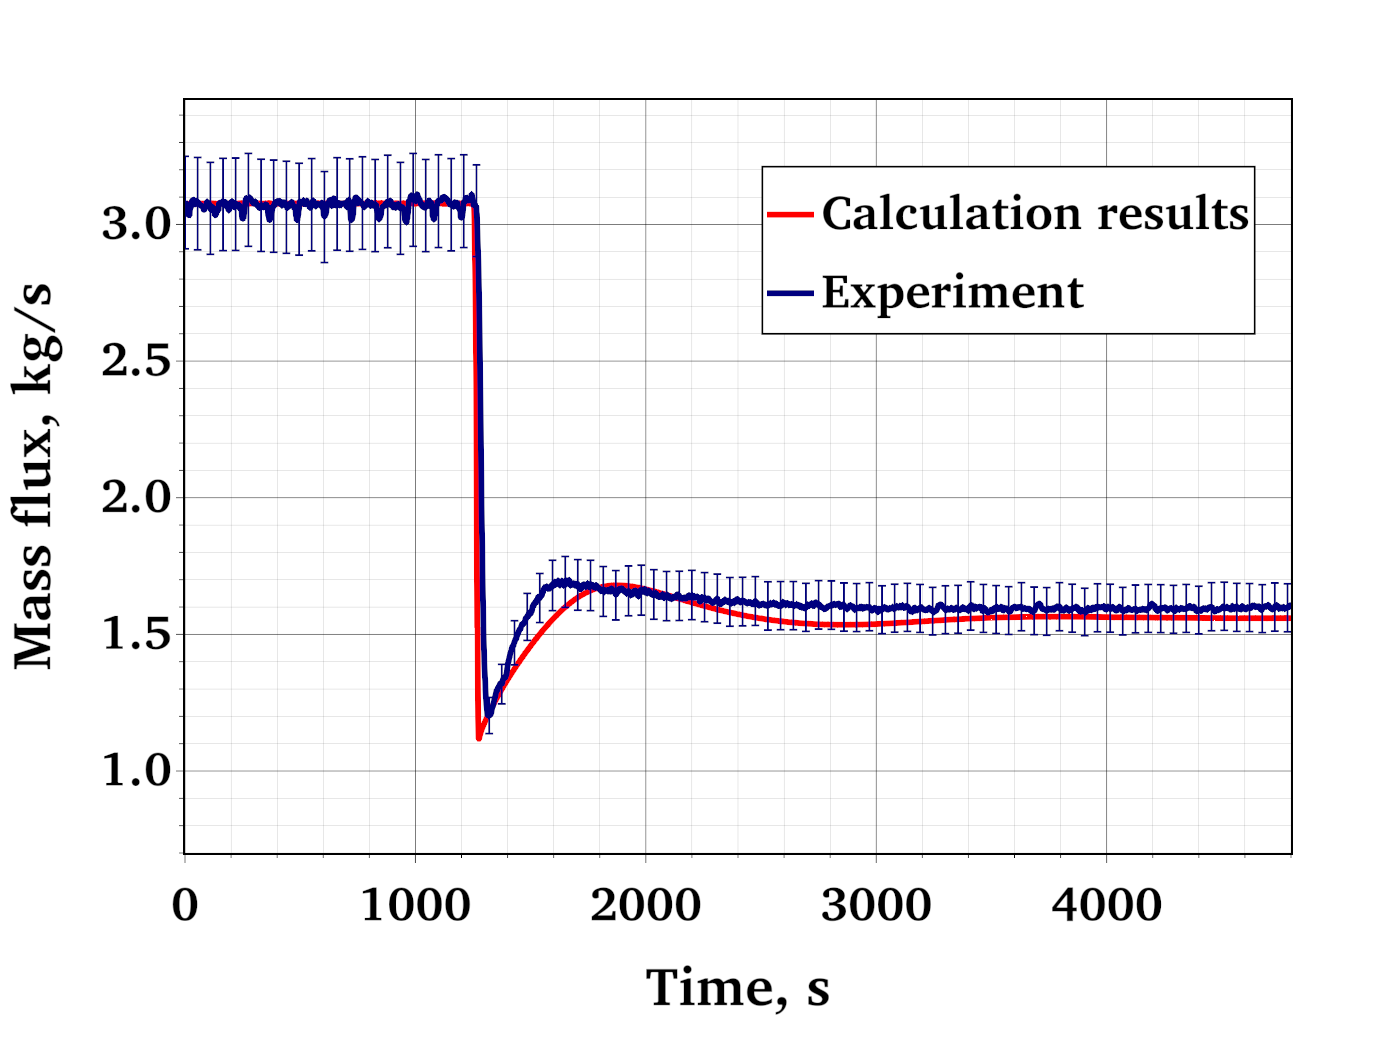 Calculation results
Experiment
Mass flux, kg/s
3.0
2.5
2.0
1.5
1.0
0 1000 2000 3000 4000
Time, s